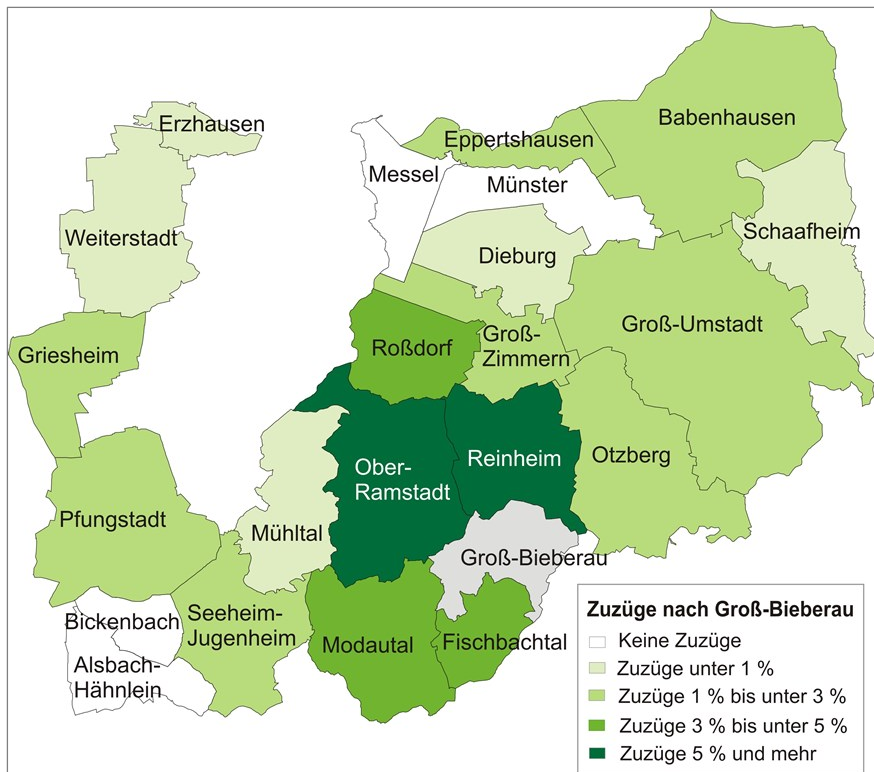 Erzhausen
Babenhausen
Eppertshausen
Messel
Münster
Weiterstadt
Schaafheim
Dieburg
Groß-Umstadt
Griesheim
Roßdorf
Groß-
Zimmern
Ober-
Ramstadt
Reinheim
Otzberg
Pfungstadt
Mühltal
Groß-Bieberau
Bickenbach
Seeheim-
Jugenheim
Modautal
Fischbachtal
Alsbach-
Hähnlein
Zuzüge nach Groß-Bieberau
Keine Zuzüge
Zuzüge unter 1 %
Zuzüge 1 % bis unter 3 %
Zuzüge 3 % bis unter 5 %
Zuzüge 5 % und mehr